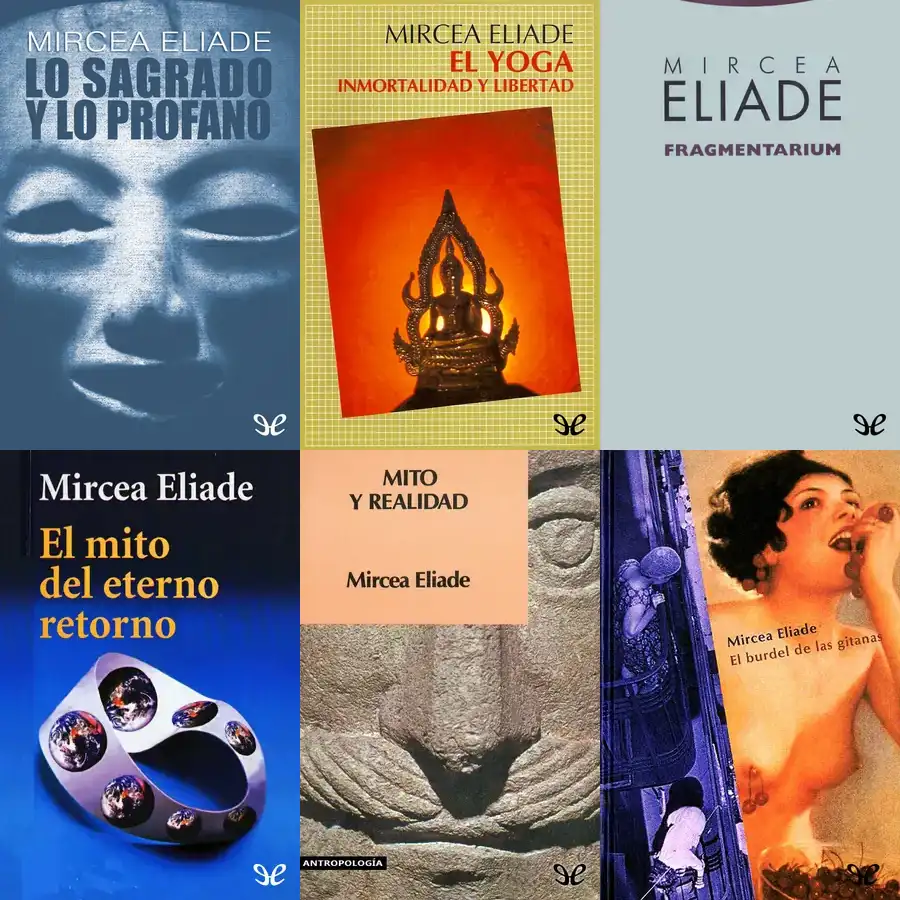 MIRCEA ELIADE
LO SAGRADO
Y LO PROFANO
MIRCEA ELIADE
EL YOGA
INMORTALIDAD Y LIBERTAD
MIRCEA
ELIADE
FRAGMENTARIUM
Mircea Eliade
El mito
del eterno
retorno
MITO
Y REALIDAD
Mircea Eliade
ANTROPOLOGÍA
Mircea Eliade
El burdel de las gitanas